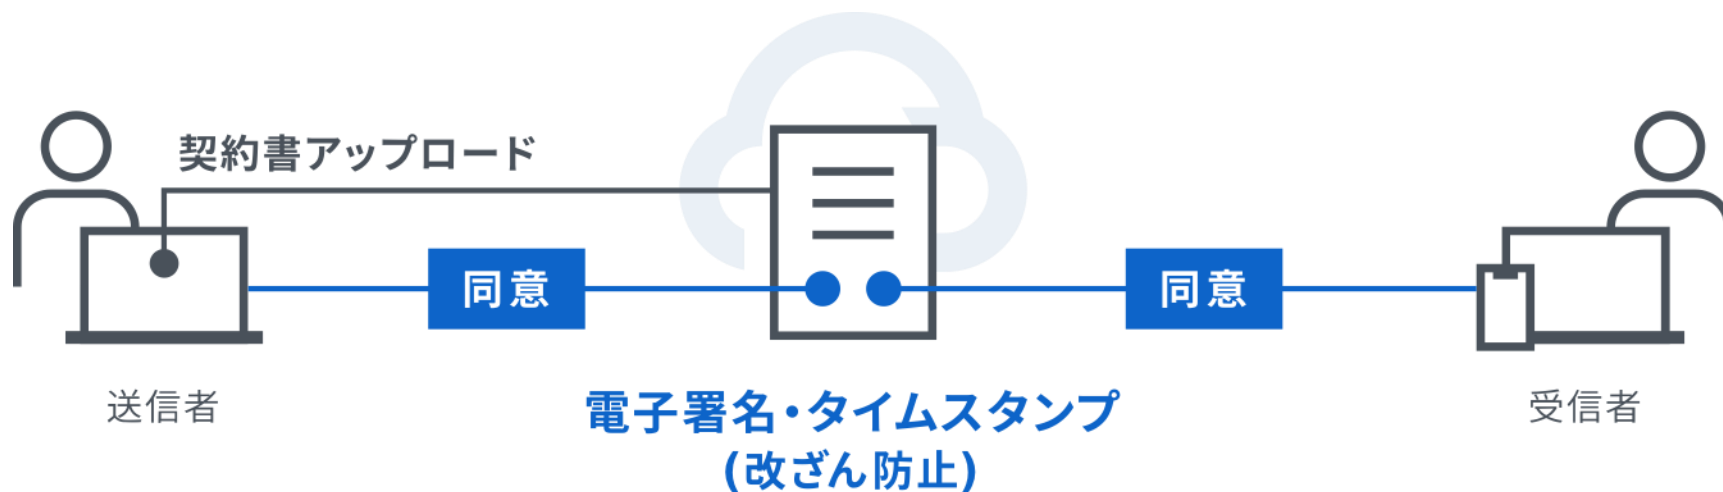 契約書アップロード
同意
同意
送信者
電子署名・タイムスタンプ
(改ざん防止)
受信者